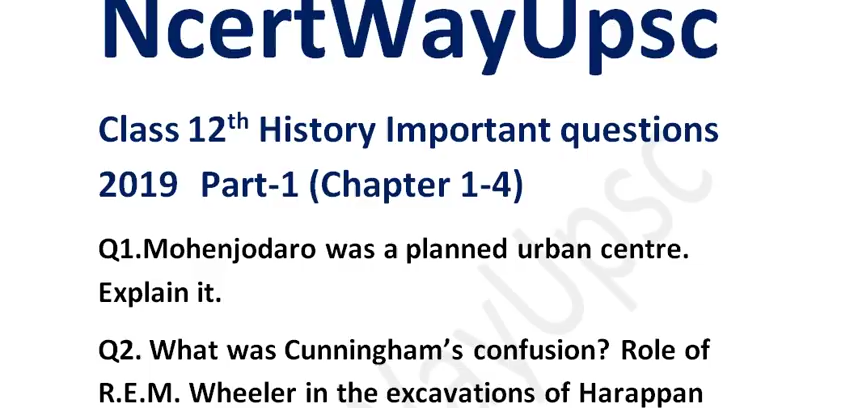 NcertWayUpsc
Class 12th History Important questions
2019 Part-1 (Chapter 1-4)
Q1.Mohenjodaro was a planned urban centre.
Explain it.
Q2. What was Cunningham’s confusion? Role of
R.E.M. Wheeler in the excavations of Harappan
WayUpsc